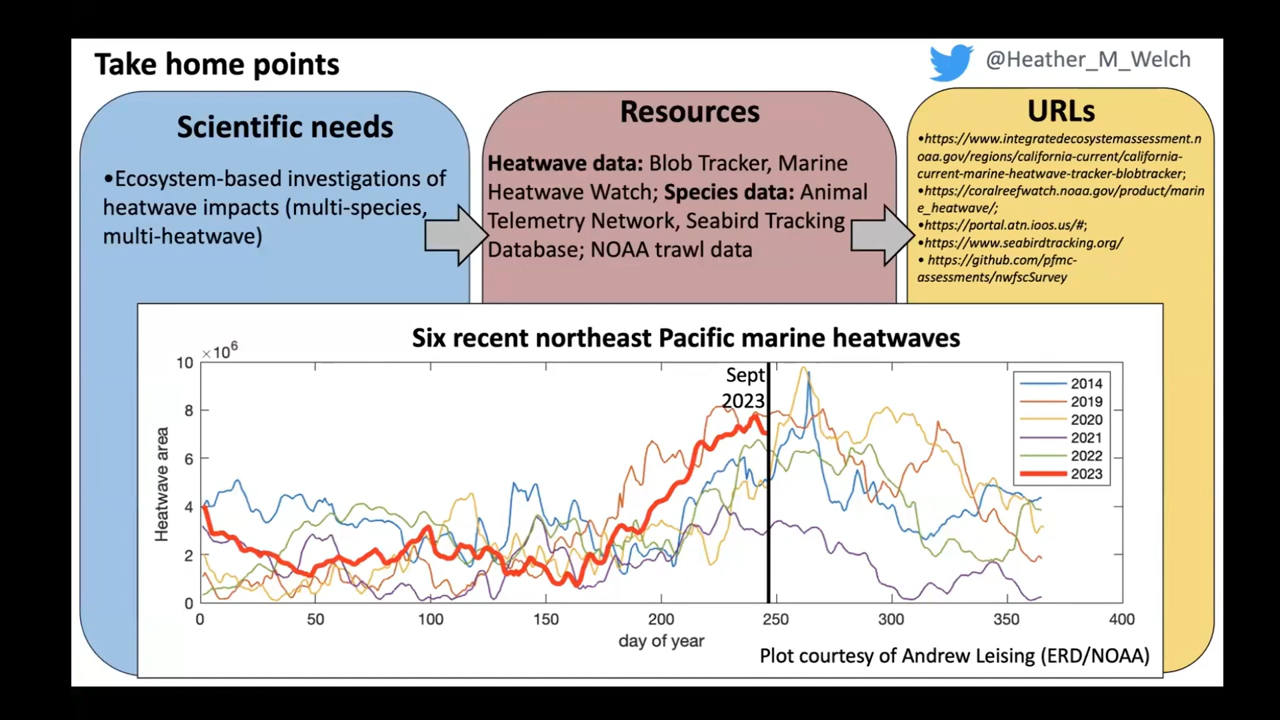 Take home points
@Heather_M_Welch
Scientific needs
•Ecosystem-based investigations of
heatwave impacts (multi-species,
multi-heatwave)
Resources
Heatwave data: Blob Tracker, Marine
Heatwave Watch; Species data: Animal
Telemetry Network, Seabird Tracking
Database; NOAA trawl data
URLs
•https://www.integratedecosystemassessment.n
oaa.gov/regions/california-current/california-
current-marine-heatwave-tracker-blobtracker;
•https://coralreefwatch.noaa.gov/product/marin
e_heatwave/;
•https://portal.atn.ioos.us/#;
•https://www.seabirdtracking.org/
• https://github.com/pfmc-
assessments/nwfscSurvey
Six recent northeast Pacific marine heatwaves
×10⁶
10
8
6
4
2
0
Heatwave area
Sept
2023
2014
2019
2020
2021
2022
2023
0 50 100 150 200 250 300 350 400
day of year
Plot courtesy of Andrew Leising (ERD/NOAA)